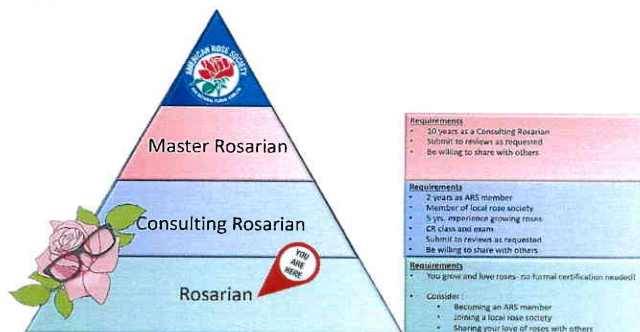 AMERICAN ROSE SOCIETY
Master Rosarian
Consulting Rosarian
Rosarian
YOU
ARE
HERE
Requirements
10 years as a Consulting Rosarian
Submit to reviews as requested
Be willing to share with others
Requirements
2 years as ARS member
Member of local rose society
5 yrs. experience growing roses
CR class and exam
Submit to reviews as requested
Be willing to share with others
Requirements
You grow and love roses- no formal certification needed!
Consider :
Becoming an ARS member
Joining a local rose society
Sharing your love of roses with others